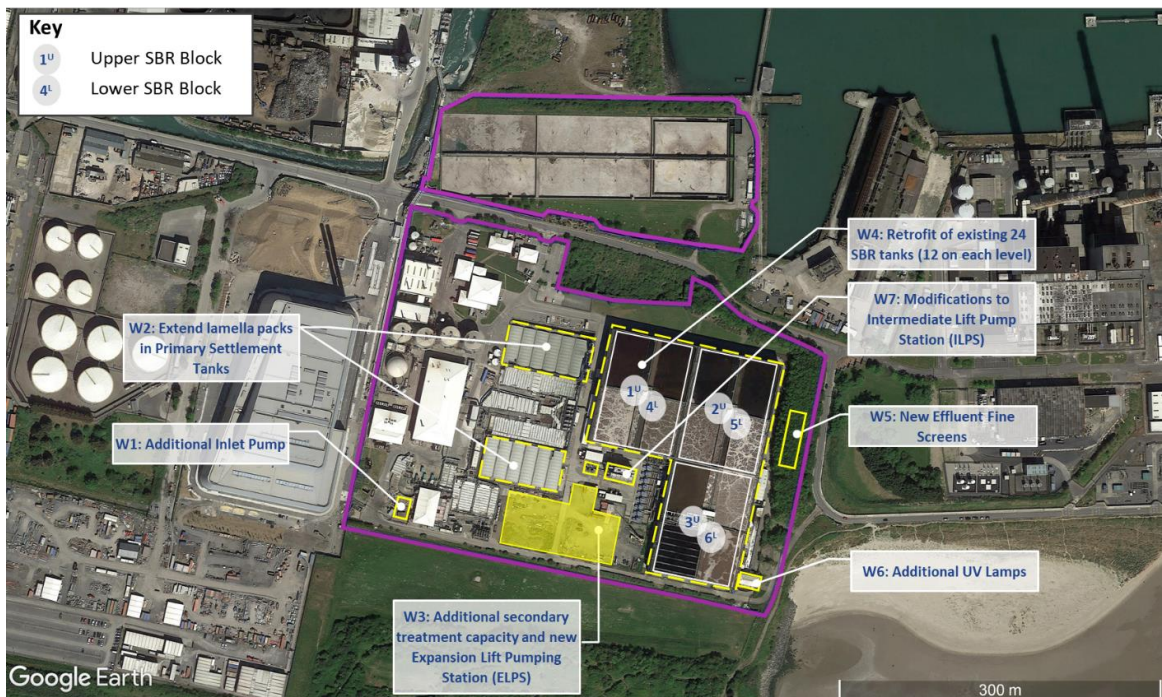 Key
1U Upper SBR Block
4L Lower SBR Block
W4: Retrofit of existing 24
SBR tanks (12 on each level)
W7: Modifications to
Intermediate Lift Pump
Station (ILPS)
W2: Extend lamella packs
in Primary Settlement
Tanks
W5: New Effluent Fine
Screens
W1: Additional Inlet Pump
1U
4L
2U
5L
3U
6L
W6: Additional UV Lamps
W3: Additional secondary
treatment capacity and new
Expansion Lift Pumping
Station (ELPS)
Google Earth
300 m